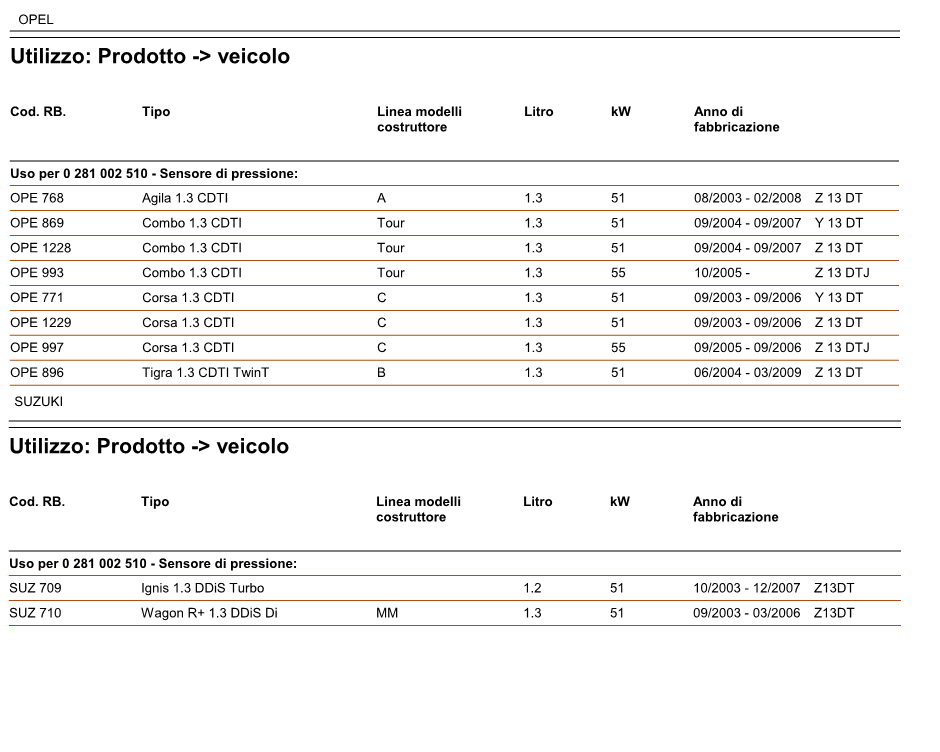 OPEL
Utilizzo: Prodotto -> veicolo
Cod. RB. Tipo Linea modelli costruttore Litro kW Anno di fabbricazione
Uso per 0 281 002 510 - Sensore di pressione:
OPE 768 Agila 1.3 CDTI A 1.3 51 08/2003 - 02/2008 Z 13 DT
OPE 869 Combo 1.3 CDTI Tour 1.3 51 09/2004 - 09/2007 Y 13 DT
OPE 1228 Combo 1.3 CDTI Tour 1.3 51 09/2004 - 09/2007 Z 13 DT
OPE 993 Combo 1.3 CDTI Tour 1.3 55 10/2005 - Z 13 DTJ
OPE 771 Corsa 1.3 CDTI C 1.3 51 09/2003 - 09/2006 Y 13 DT
OPE 1229 Corsa 1.3 CDTI C 1.3 51 09/2003 - 09/2006 Z 13 DT
OPE 997 Corsa 1.3 CDTI C 1.3 55 09/2005 - 09/2006 Z 13 DTJ
OPE 896 Tigra 1.3 CDTI TwinT B 1.3 51 06/2004 - 03/2009 Z 13 DT
SUZUKI
Utilizzo: Prodotto -> veicolo
Cod. RB. Tipo Linea modelli costruttore Litro kW Anno di fabbricazione
Uso per 0 281 002 510 - Sensore di pressione:
SUZ 709 Ignis 1.3 DDiS Turbo 1.2 51 10/2003 - 12/2007 Z13DT
SUZ 710 Wagon R+ 1.3 DDiS Di MM 1.3 51 09/2003 - 03/2006 Z13DT